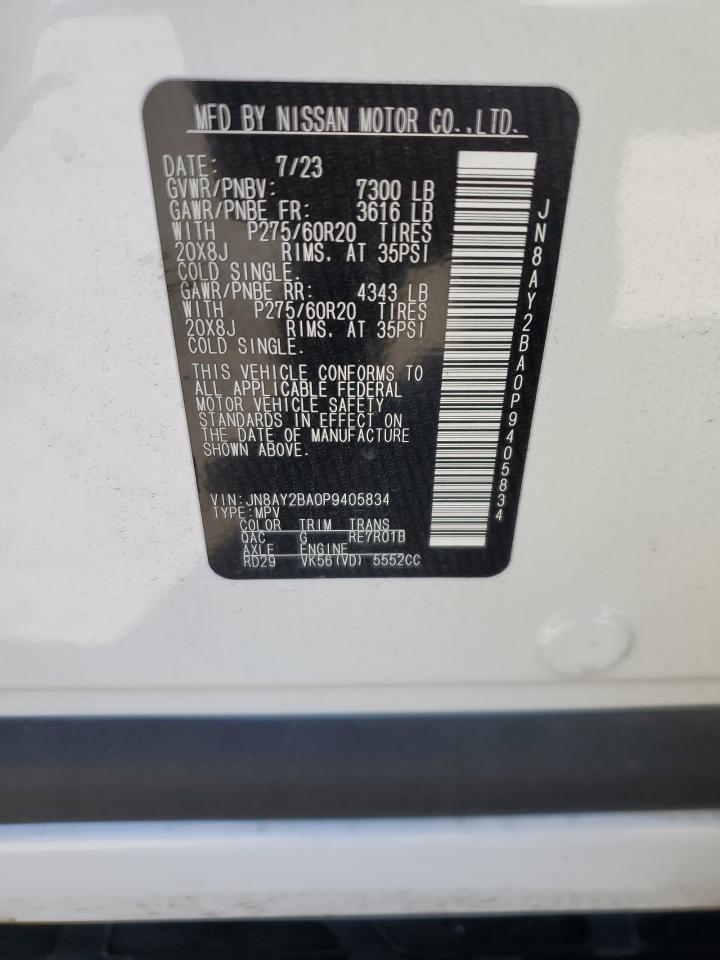 MFD BY NISSAN MOTOR CO.,LTD.
DATE: 7/23
GVWR/PNBV: 7300 LB
GAWR/PNBE FR: 3616 LB
WITH P275/60R20 TIRES
20X8J RIMS. AT 35PSI
COLD SINGLE.
GAWR/PNBE RR: 4343 LB
WITH P275/60R20 TIRES
20X8J RIMS. AT 35PSI
COLD SINGLE.
THIS VEHICLE CONFORMS TO
ALL APPLICABLE FEDERAL
MOTOR VEHICLE SAFETY
STANDARDS IN EFFECT ON
THE DATE OF MANUFACTURE
SHOWN ABOVE.
VIN: JN8AY2BA0P9405834
TYPE: MPV
COLOR TRIM TRANS
QAC G RE7R01B
AXLE ENGINE
RD29 VK56(VD) 5552CC
JN8AY2BA0P9405834